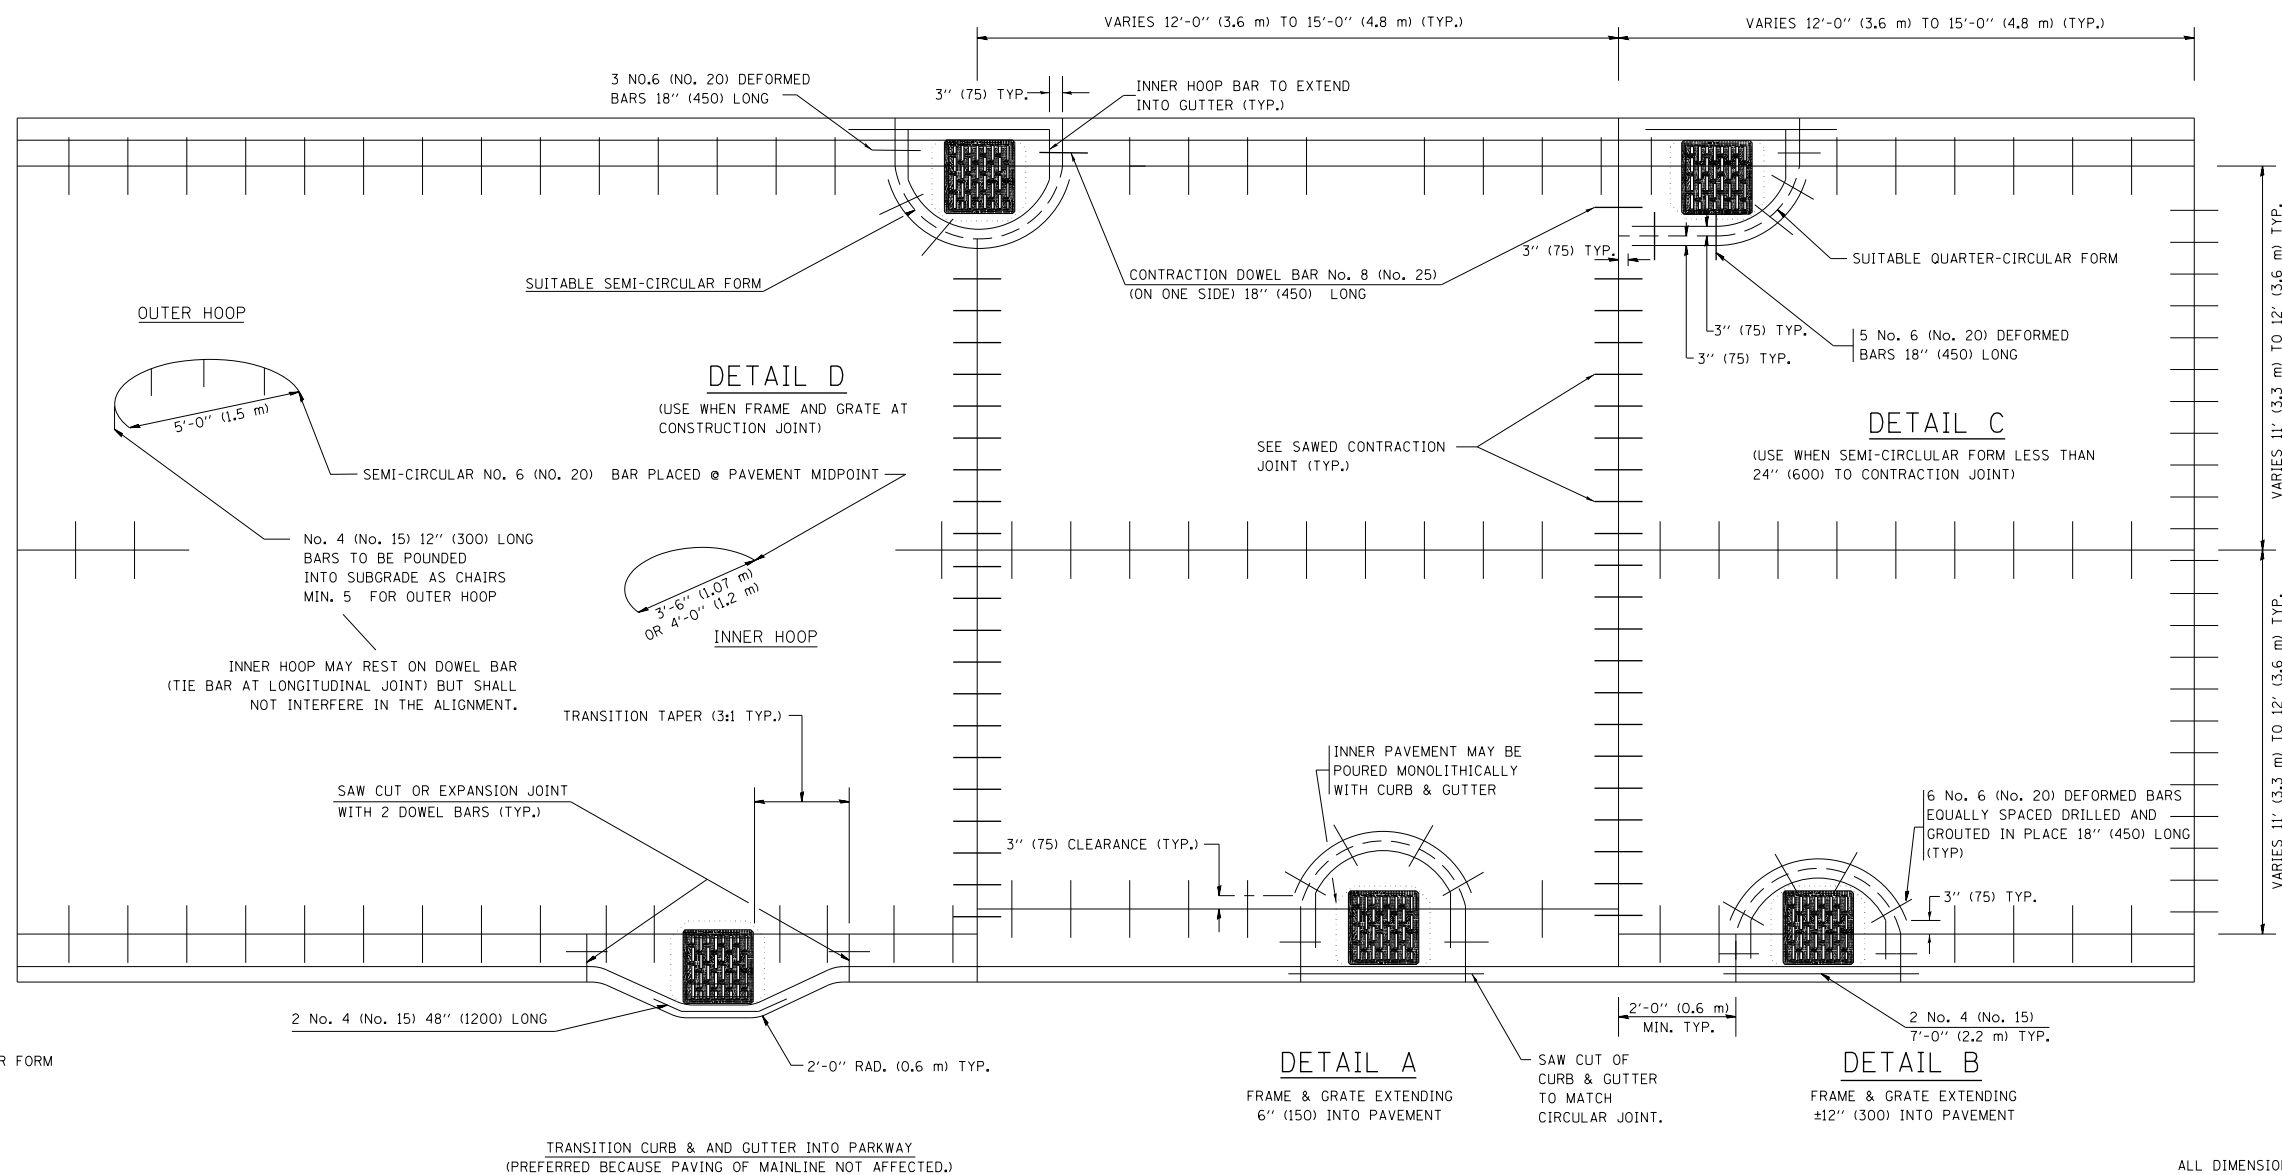 VARIES 12'-0'' (3.6 m) TO 15'-0'' (4.8 m) (TYP.)
VARIES 12'-0'' (3.6 m) TO 15'-0'' (4.8 m) (TYP.)
3 NO.6 (NO. 20) DEFORMED
BARS 18'' (450) LONG
3'' (75) TYP.
INNER HOOP BAR TO EXTEND
INTO GUTTER (TYP.)
SUITABLE SEMI-CIRCULAR FORM
CONTRACTION DOWEL BAR No. 8 (No. 25)
(ON ONE SIDE) 18'' (450) LONG
3'' (75) TYP.
SUITABLE QUARTER-CIRCULAR FORM
3'' (75) TYP.
3'' (75) TYP.
5 No. 6 (No. 20) DEFORMED
BARS 18'' (450) LONG
VARIES 11' (3.3 m) TO 12' (3.6 m) TYP.
OUTER HOOP
5'-0'' (1.5 m)
DETAIL D
(USE WHEN FRAME AND GRATE AT
CONSTRUCTION JOINT)
SEE SAWED CONTRACTION
JOINT (TYP.)
DETAIL C
(USE WHEN SEMI-CIRCLULAR FORM LESS THAN
24'' (600) TO CONTRACTION JOINT)
SEMI-CIRCULAR NO. 6 (NO. 20) BAR PLACED @ PAVEMENT MIDPOINT
No. 4 (No. 15) 12'' (300) LONG
BARS TO BE POUNDED
INTO SUBGRADE AS CHAIRS
MIN. 5 FOR OUTER HOOP
3'-6'' (1.07 m)
OR 4'-0'' (1.2 m)
INNER HOOP
INNER HOOP MAY REST ON DOWEL BAR
(TIE BAR AT LONGITUDINAL JOINT) BUT SHALL
NOT INTERFERE IN THE ALIGNMENT.
VARIES 11' (3.3 m) TO 12' (3.6 m) TYP.
TRANSITION TAPER (3:1 TYP.)
SAW CUT OR EXPANSION JOINT
WITH 2 DOWEL BARS (TYP.)
INNER PAVEMENT MAY BE
POURED MONOLITHICALLY
WITH CURB & GUTTER
3'' (75) CLEARANCE (TYP.)
6 No. 6 (No. 20) DEFORMED BARS
EQUALLY SPACED DRILLED AND
GROUTED IN PLACE 18'' (450) LONG
(TYP)
3'' (75) TYP.
2 No. 4 (No. 15) 48'' (1200) LONG
2'-0'' RAD. (0.6 m) TYP.
2'-0'' (0.6 m)
MIN. TYP.
2 No. 4 (No. 15)
7'-0'' (2.2 m) TYP.
R FORM
DETAIL A
FRAME & GRATE EXTENDING
6'' (150) INTO PAVEMENT
SAW CUT OF
CURB & GUTTER
TO MATCH
CIRCULAR JOINT.
DETAIL B
FRAME & GRATE EXTENDING
±12'' (300) INTO PAVEMENT
TRANSITION CURB & AND GUTTER INTO PARKWAY
(PREFERRED BECAUSE PAVING OF MAINLINE NOT AFFECTED.)
ALL DIMENSION